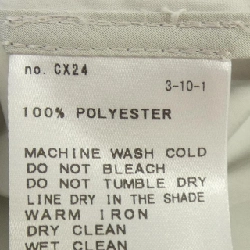 no. CX24
3-10-1
100% POLYESTER
MACHINE WASH COLD
DO NOT BLEACH
DO NOT TUMBLE DRY
LINE DRY IN THE SHADE
WARM IRON
DRY CLEAN
WET CLEAN